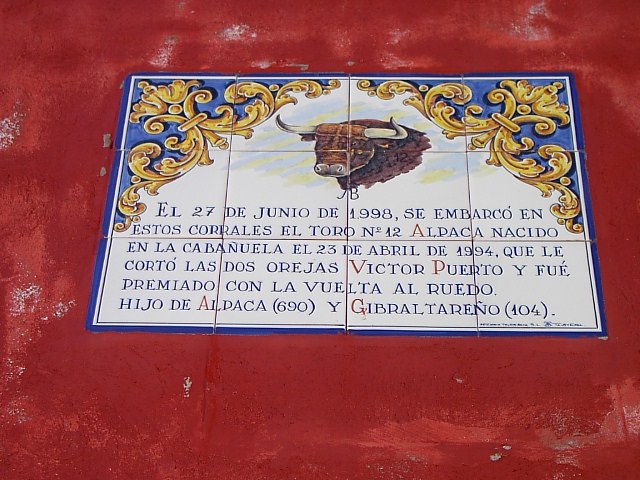 12
AB
EL 27 DE JUNIO DE 1998, SE EMBARCÓ EN
ESTOS CORRALES EL TORO Nº 12 ALPACA NACIDO
EN LA CABAÑUELA EL 23 DE ABRIL DE 1994, QUE LE
CORTÓ LAS DOS OREJAS VICTOR PUERTO Y FUÉ
PREMIADO CON LA VUELTA AL RUEDO.
HIJO DE ALPACA (690) Y GIBRALTAREÑO (104).